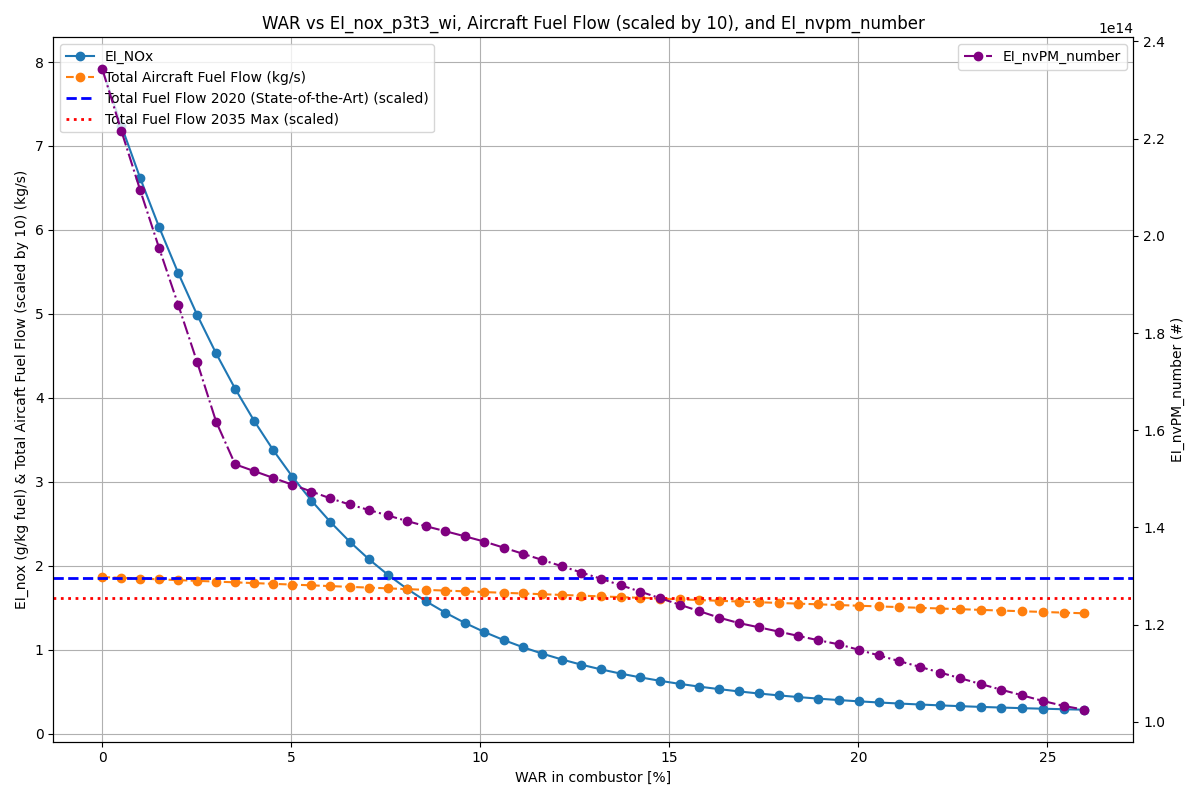 WAR vs EI_nox_p3t3_wi, Aircraft Fuel Flow (scaled by 10), and EI_nvpm_number
1e14
EI_NOx
Total Aircraft Fuel Flow (kg/s)
Total Fuel Flow 2020 (State-of-the-Art) (scaled)
Total Fuel Flow 2035 Max (scaled)
EI_nvPM_number
EI_nox (g/kg fuel) & Total Aircaft Fuel Flow (scaled by 10) (kg/s)
8
7
6
5
4
3
2
1
0
2.4
2.2
2.0
1.8
1.6
1.4
1.2
1.0
EI_nvPM_number (#)
0 5 10 15 20 25
WAR in combustor [%]